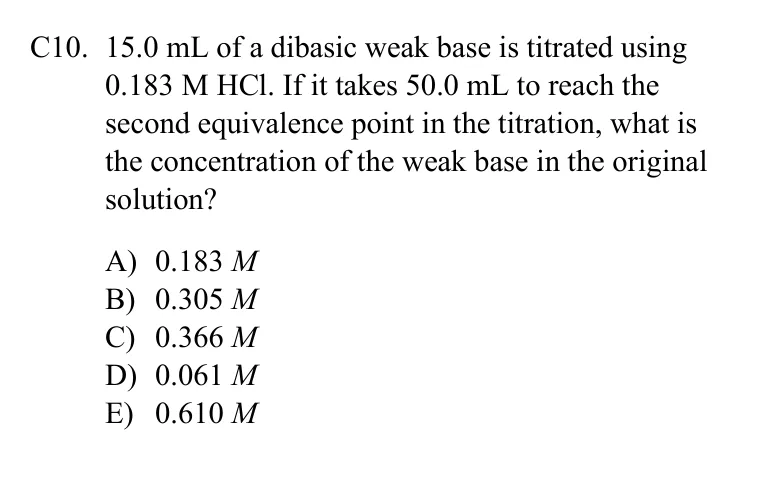 C10. 15.0 mL of a dibasic weak base is titrated using
0.183 M HCl. If it takes 50.0 mL to reach the
second equivalence point in the titration, what is
the concentration of the weak base in the original
solution?
A) 0.183 M
B) 0.305 M
C) 0.366 M
D) 0.061 M
E) 0.610 M